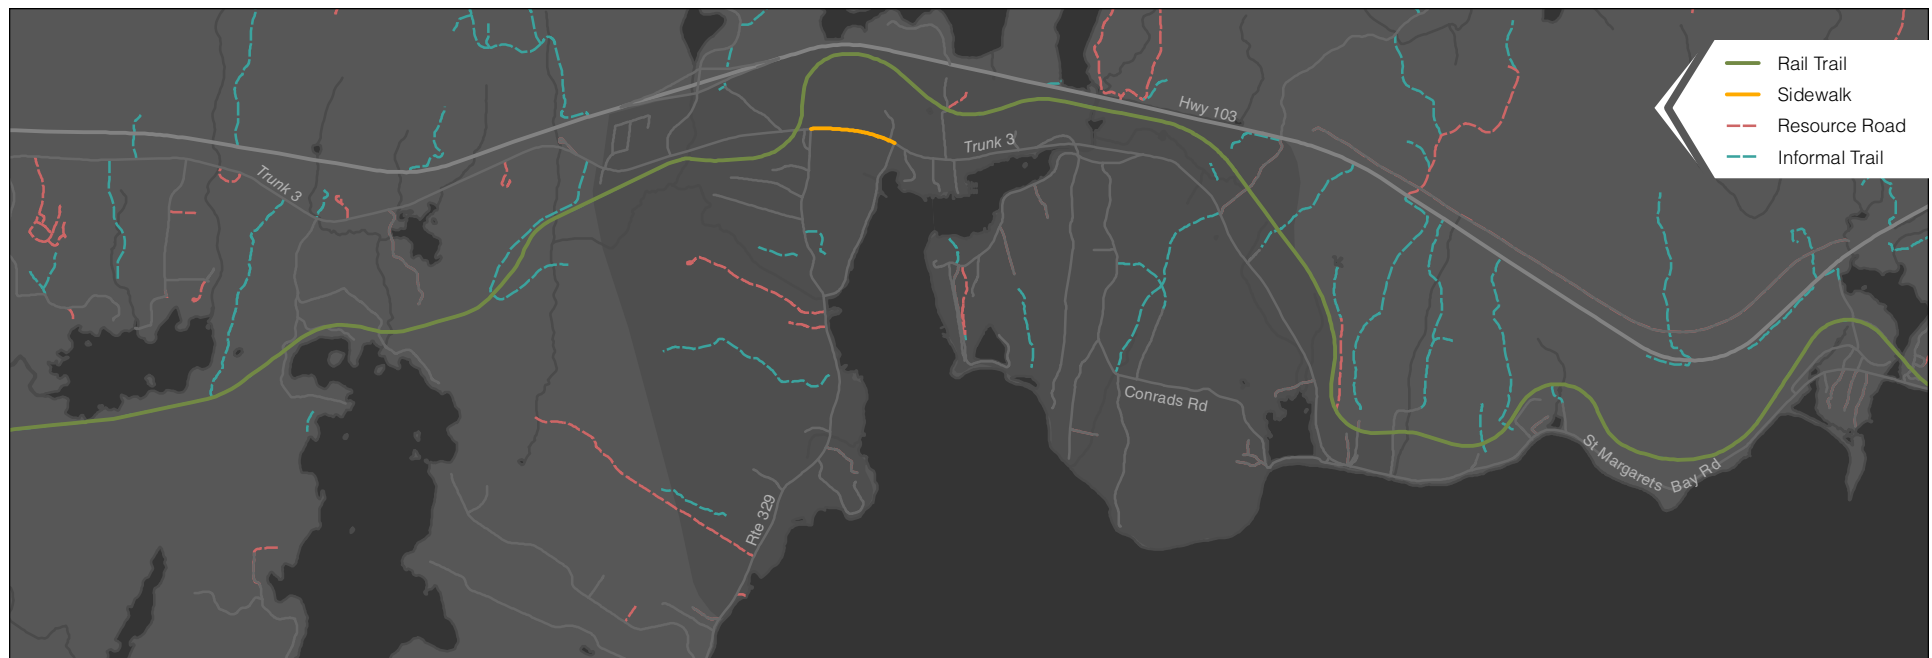 Rail Trail
Sidewalk
Resource Road
Informal Trail
Hwy 103
Trunk 3
Trunk 3
Conrads Rd
St Margarets Bay Rd
Rte 329